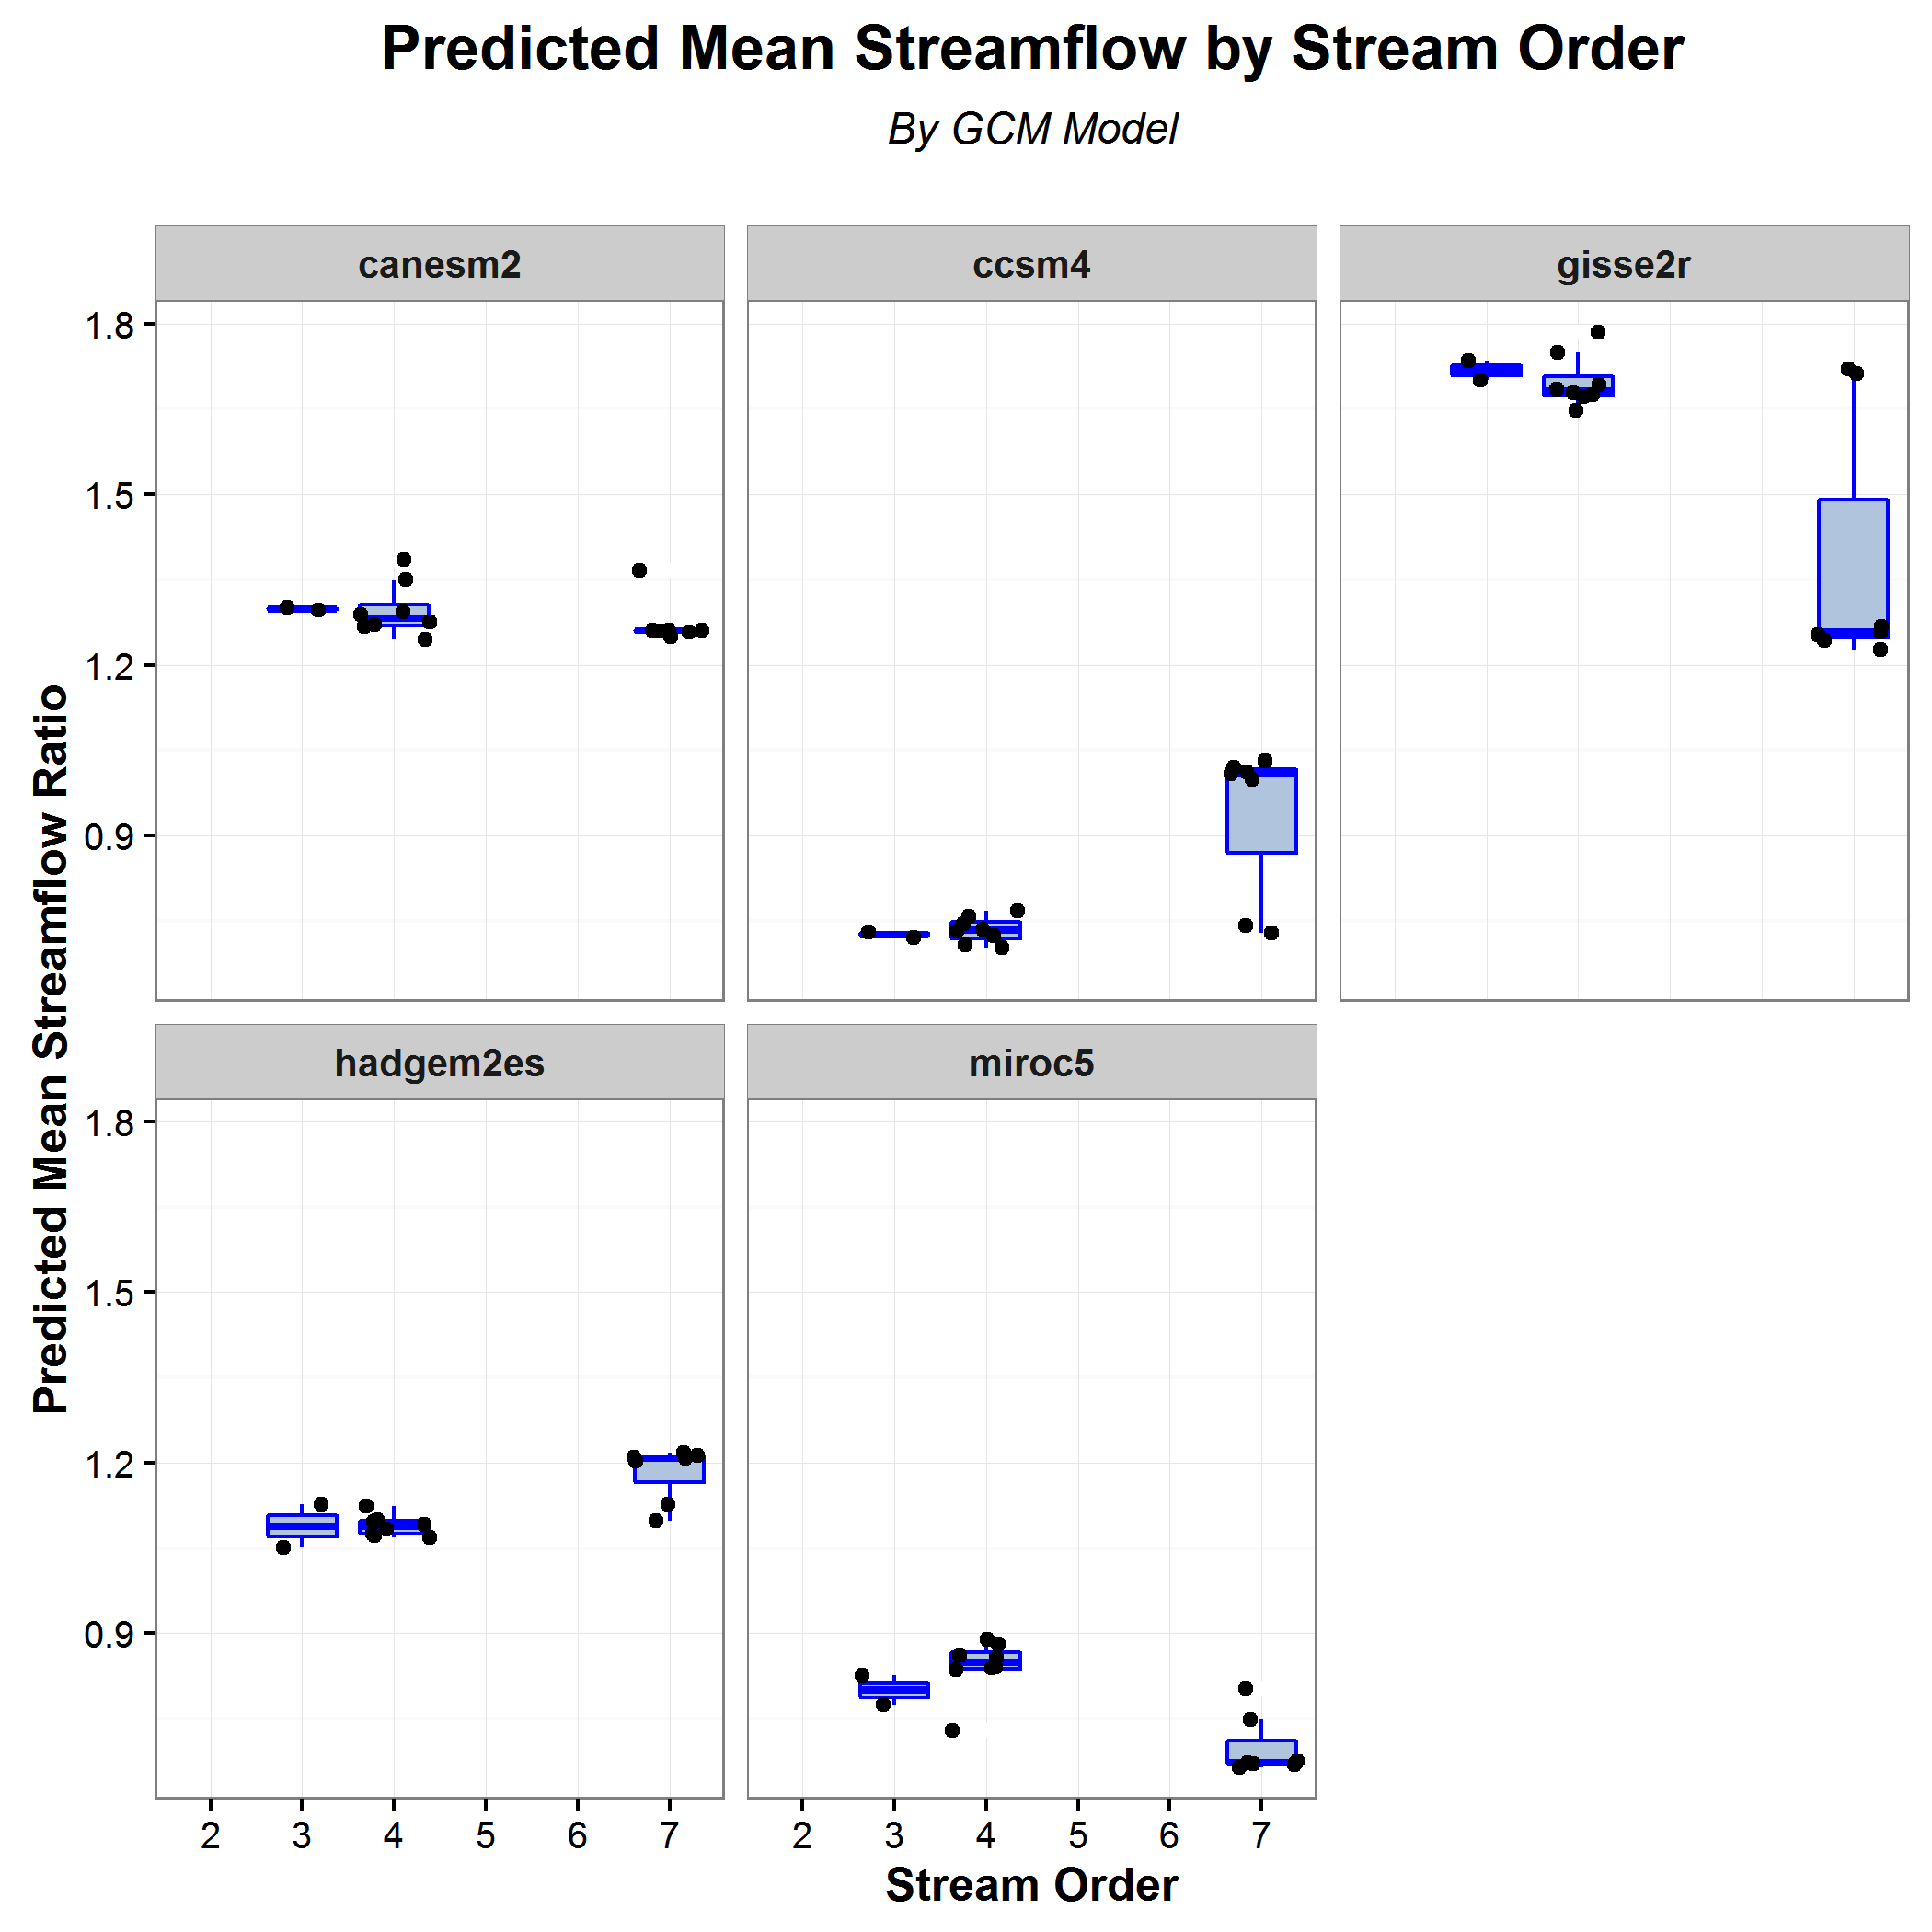 Predicted Mean Streamflow by Stream Order
By GCM Model
canesm2
ccsm4
gisse2r
1.8
1.5
1.2
0.9
Predicted Mean Streamflow Ratio
hadgem2es
miroc5
1.8
1.5
1.2
0.9
2 3 4 5 6 7
2 3 4 5 6 7
Stream Order